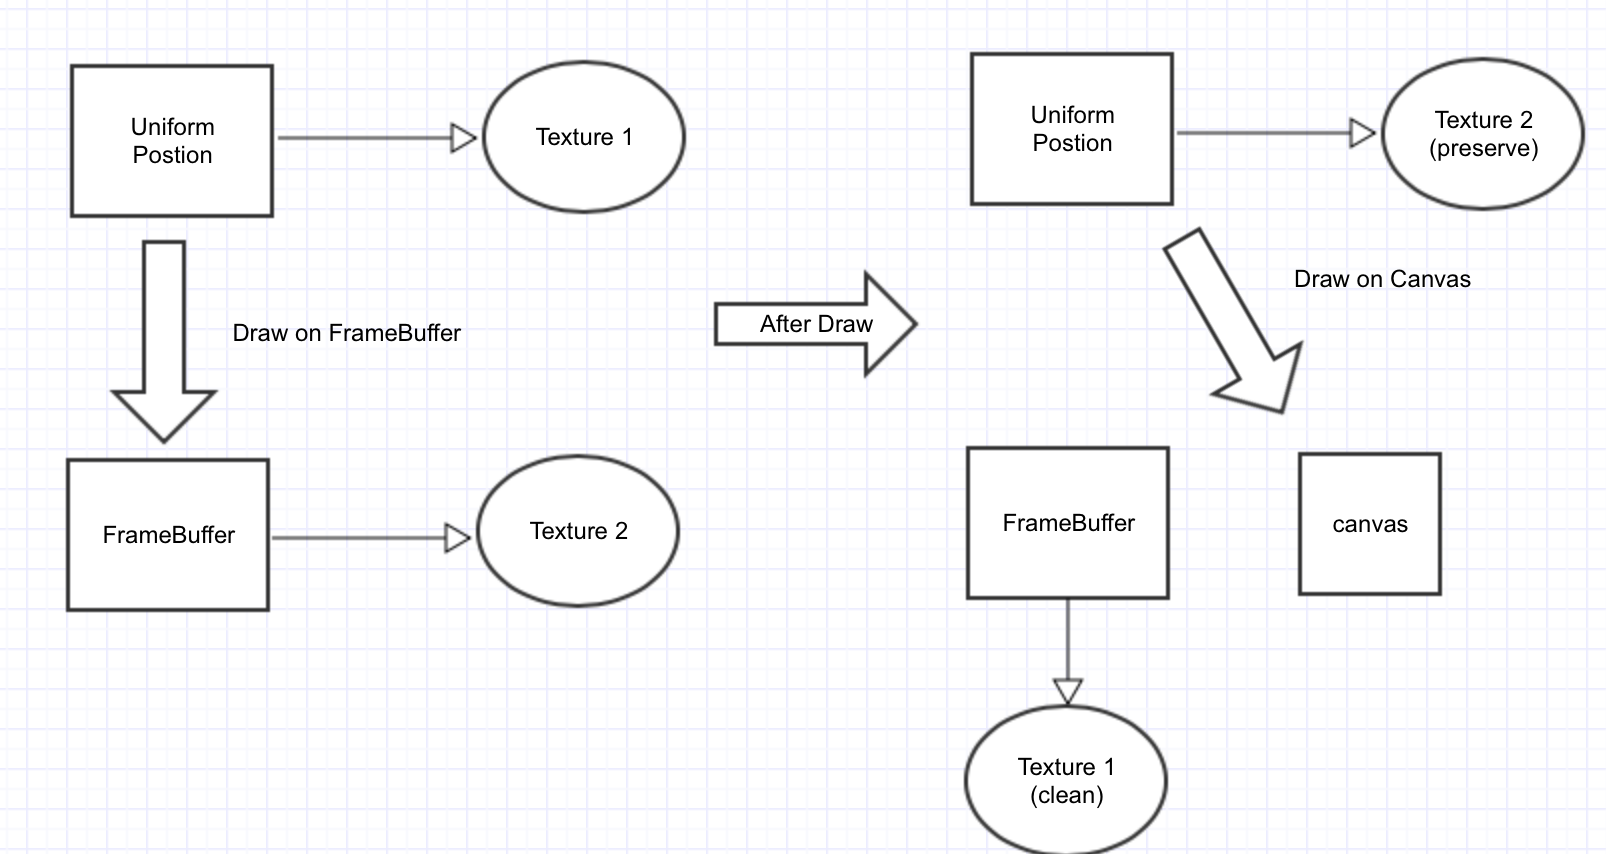 Uniform
Postion
Texture 1
Draw on FrameBuffer
FrameBuffer
Texture 2
After Draw
Uniform
Postion
Texture 2
(preserve)
Draw on Canvas
FrameBuffer
canvas
Texture 1
(clean)